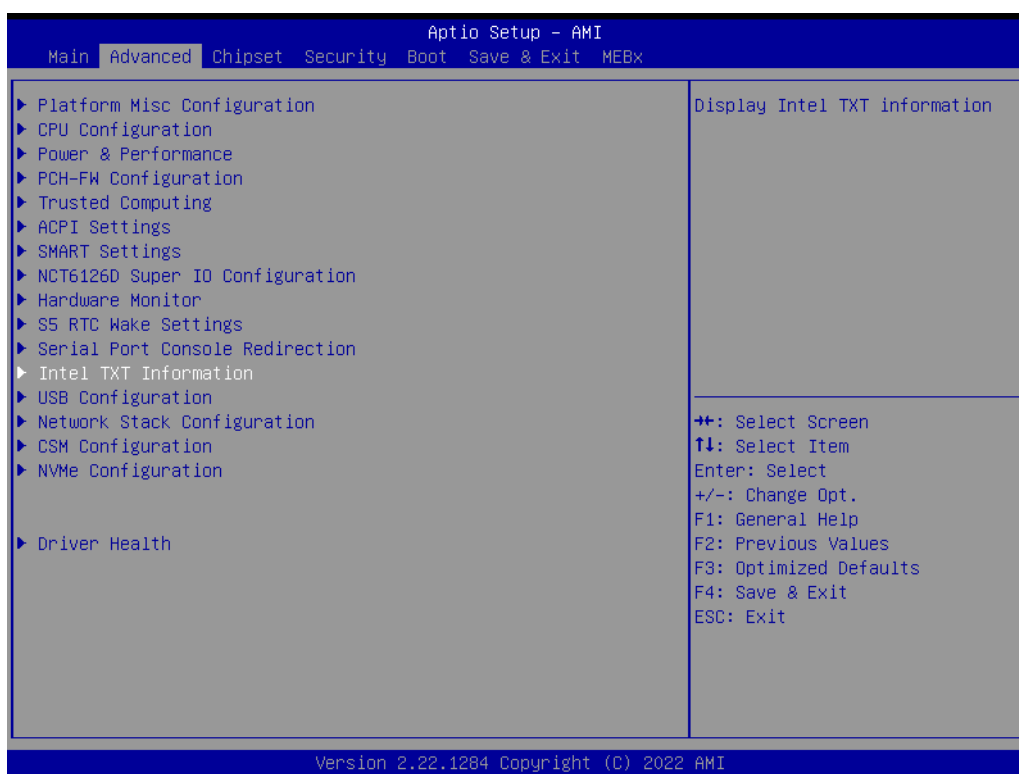 Aptio Setup – AMI
Main Advanced Chipset Security Boot Save & Exit MEBx
Platform Misc Configuration
CPU Configuration
Power & Performance
PCH-FW Configuration
Trusted Computing
ACPI Settings
SMART Settings
NCT6126D Super IO Configuration
Hardware Monitor
S5 RTC Wake Settings
Serial Port Console Redirection
Intel TXT Information
USB Configuration
Network Stack Configuration
CSM Configuration
NVMe Configuration
Driver Health
Display Intel TXT information
→←: Select Screen
↑↓: Select Item
Enter: Select
+/-: Change Opt.
F1: General Help
F2: Previous Values
F3: Optimized Defaults
F4: Save & Exit
ESC: Exit
Version 2.22.1284 Copyright (C) 2022 AMI